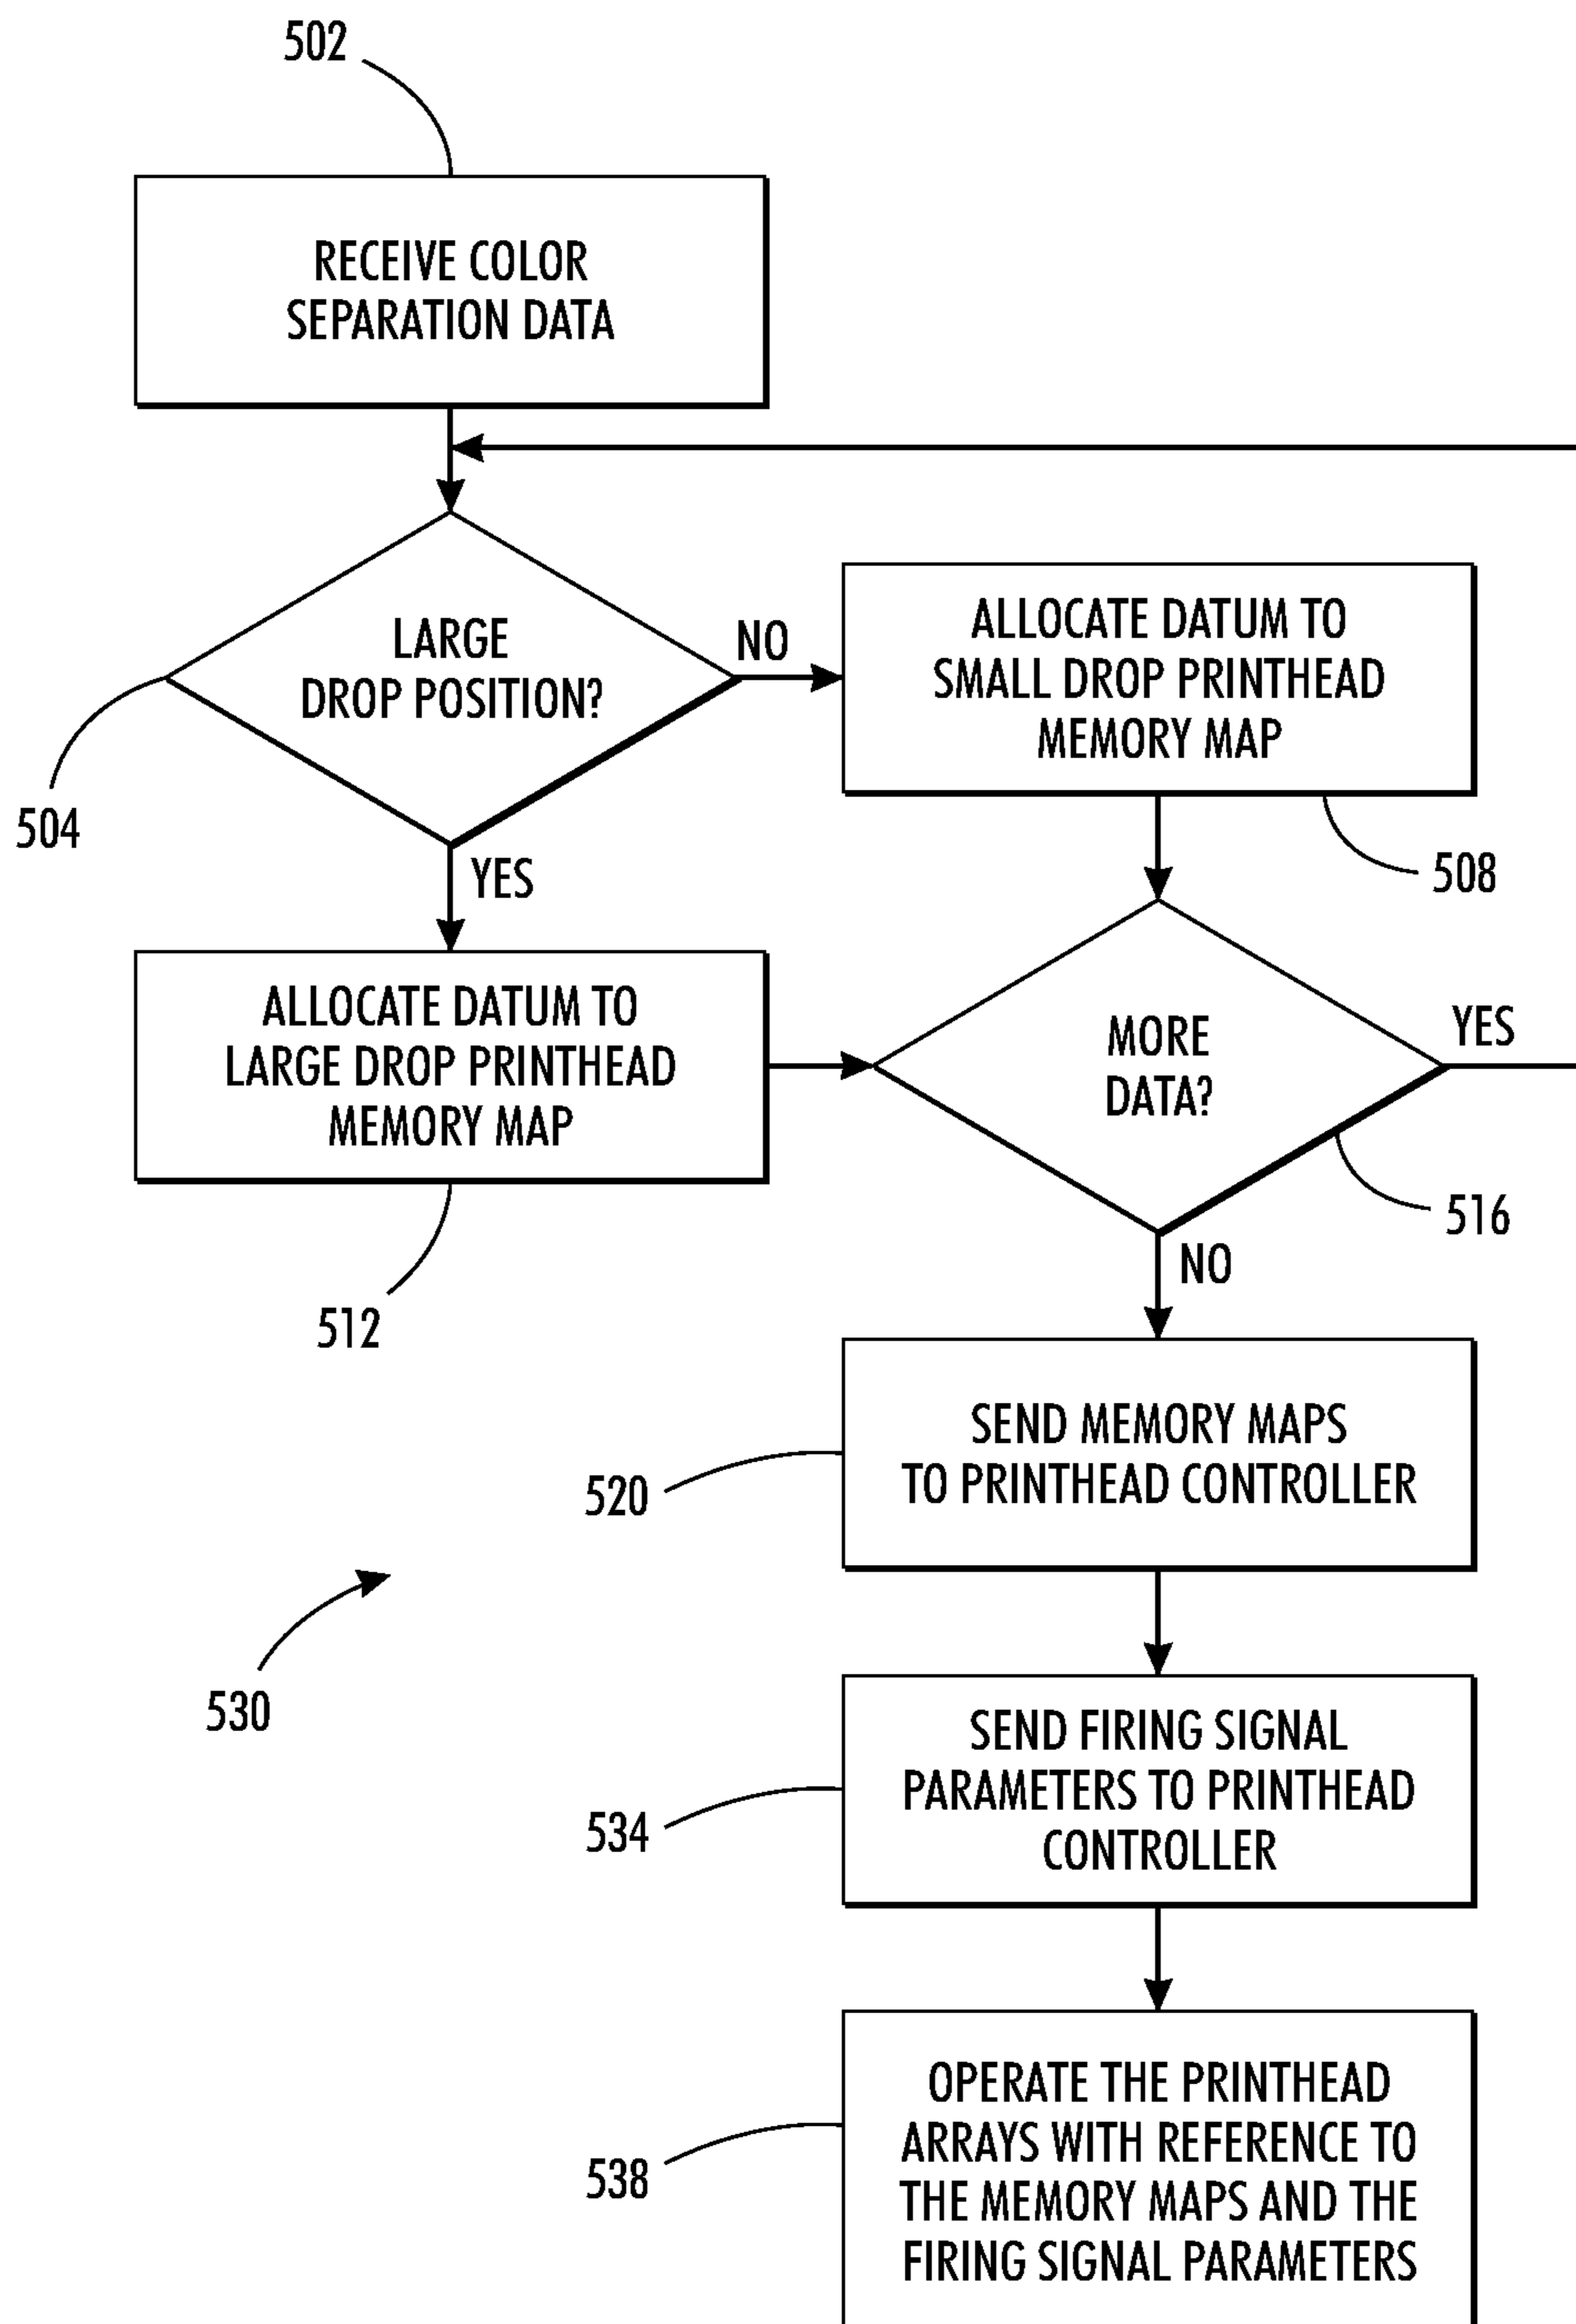 502
RECEIVE COLOR
SEPARATION DATA
LARGE
DROP POSITION?
NO
504
YES
ALLOCATE DATUM TO
SMALL DROP PRINTHEAD
MEMORY MAP
508
ALLOCATE DATUM TO
LARGE DROP PRINTHEAD
MEMORY MAP
512
MORE
DATA?
YES
516
NO
SEND MEMORY MAPS
TO PRINTHEAD CONTROLLER
520
530
SEND FIRING SIGNAL
PARAMETERS TO PRINTHEAD
CONTROLLER
534
OPERATE THE PRINTHEAD
ARRAYS WITH REFERENCE TO
THE MEMORY MAPS AND THE
FIRING SIGNAL PARAMETERS
538